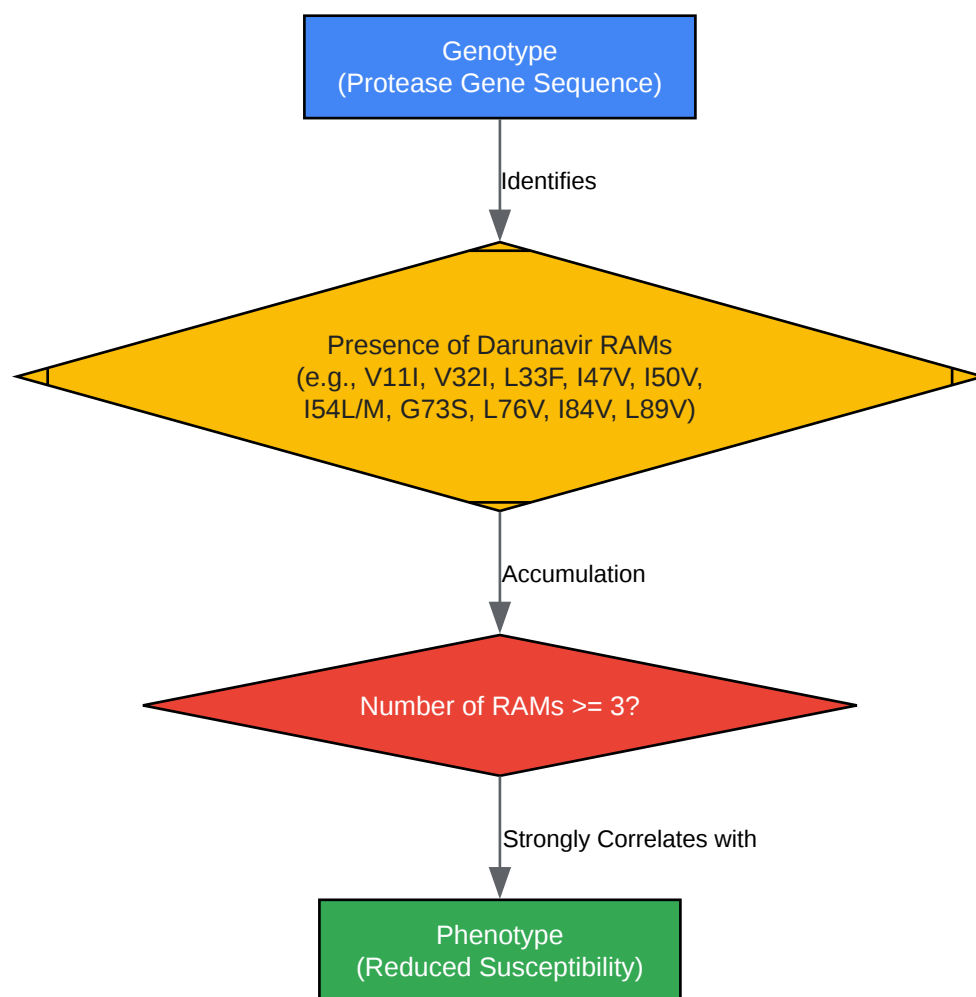 Genotype
(Protease Gene Sequence)
Identifies
Presence of Darunavir RAMs
(e.g., V11I, V32I, L33F, I47V, I50V,
I54L/M, G73S, L76V, I84V, L89V)
Accumulation
Number of RAMs >= 3?
Strongly Correlates with
Phenotype
(Reduced Susceptibility)